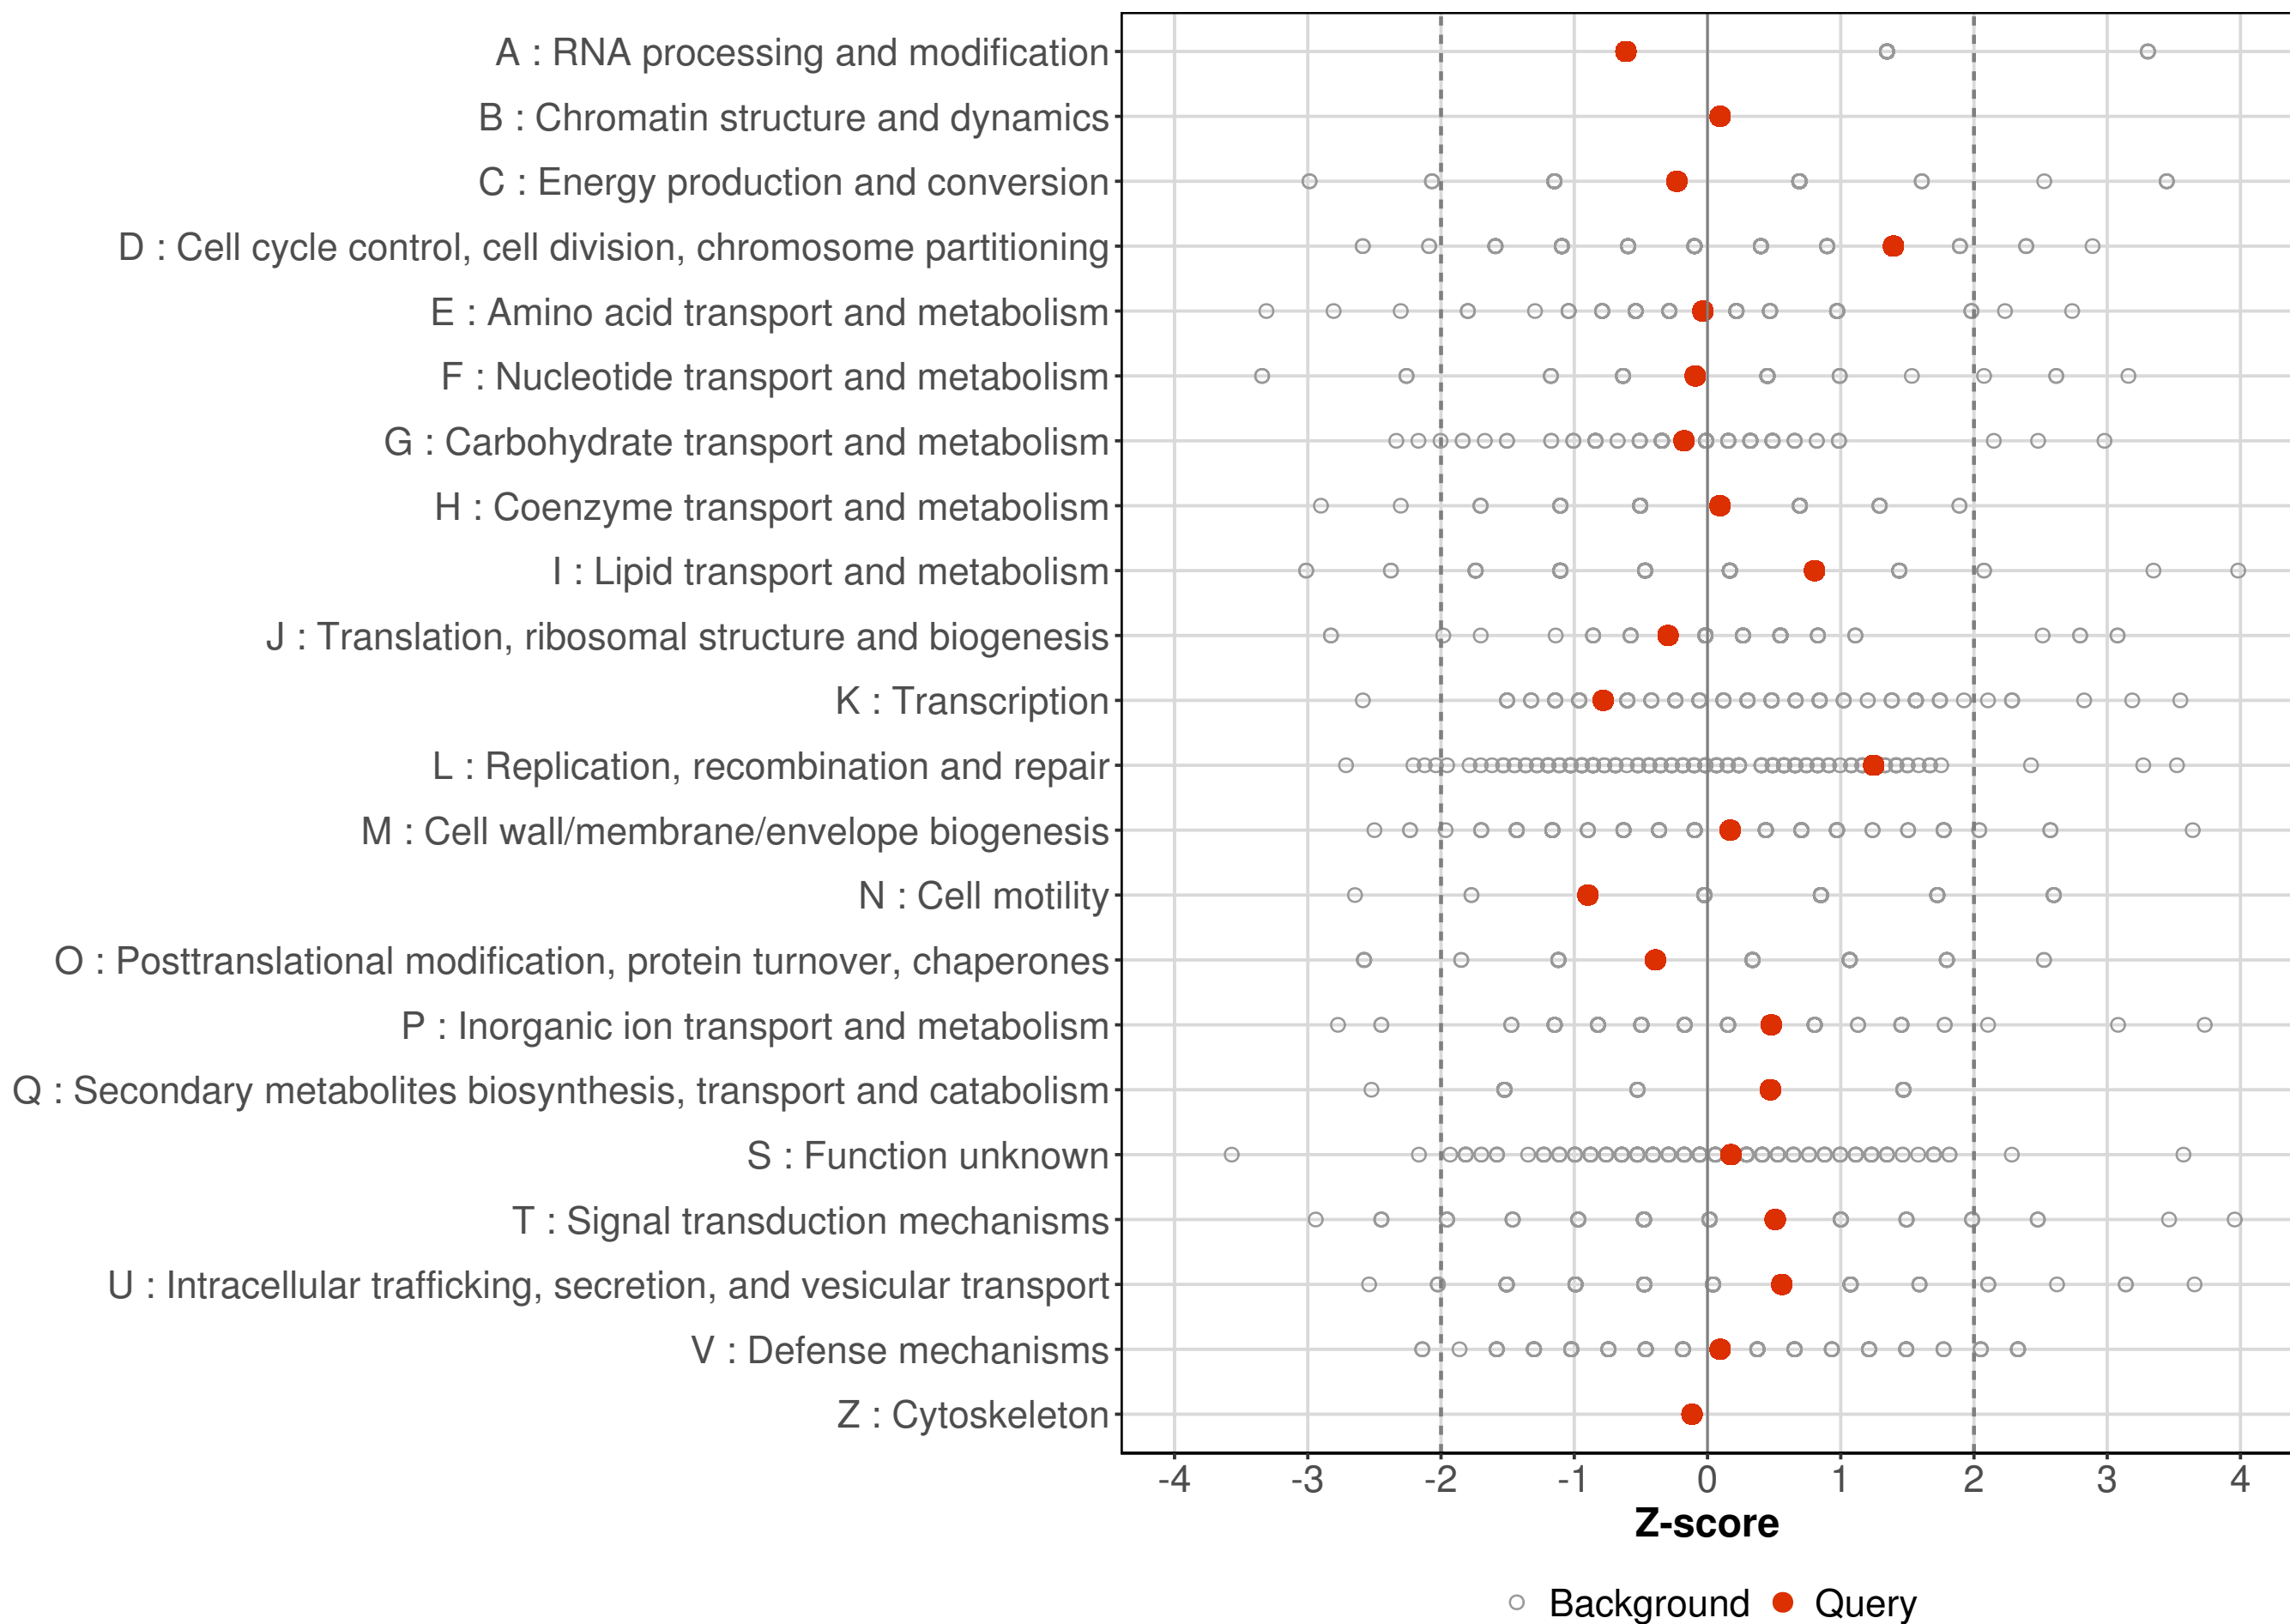 A : RNA processing and modification
B : Chromatin structure and dynamics
C : Energy production and conversion
D : Cell cycle control, cell division, chromosome partitioning
E : Amino acid transport and metabolism
F : Nucleotide transport and metabolism
G : Carbohydrate transport and metabolism
H : Coenzyme transport and metabolism
I : Lipid transport and metabolism
J : Translation, ribosomal structure and biogenesis
K : Transcription
L : Replication, recombination and repair
M : Cell wall/membrane/envelope biogenesis
N : Cell motility
O : Posttranslational modification, protein turnover, chaperones
P : Inorganic ion transport and metabolism
Q : Secondary metabolites biosynthesis, transport and catabolism
S : Function unknown
T : Signal transduction mechanisms
U : Intracellular trafficking, secretion, and vesicular transport
V : Defense mechanisms
Z : Cytoskeleton
-4 -3 -2 -1 0 1 2 3 4
Z-score
Background Query